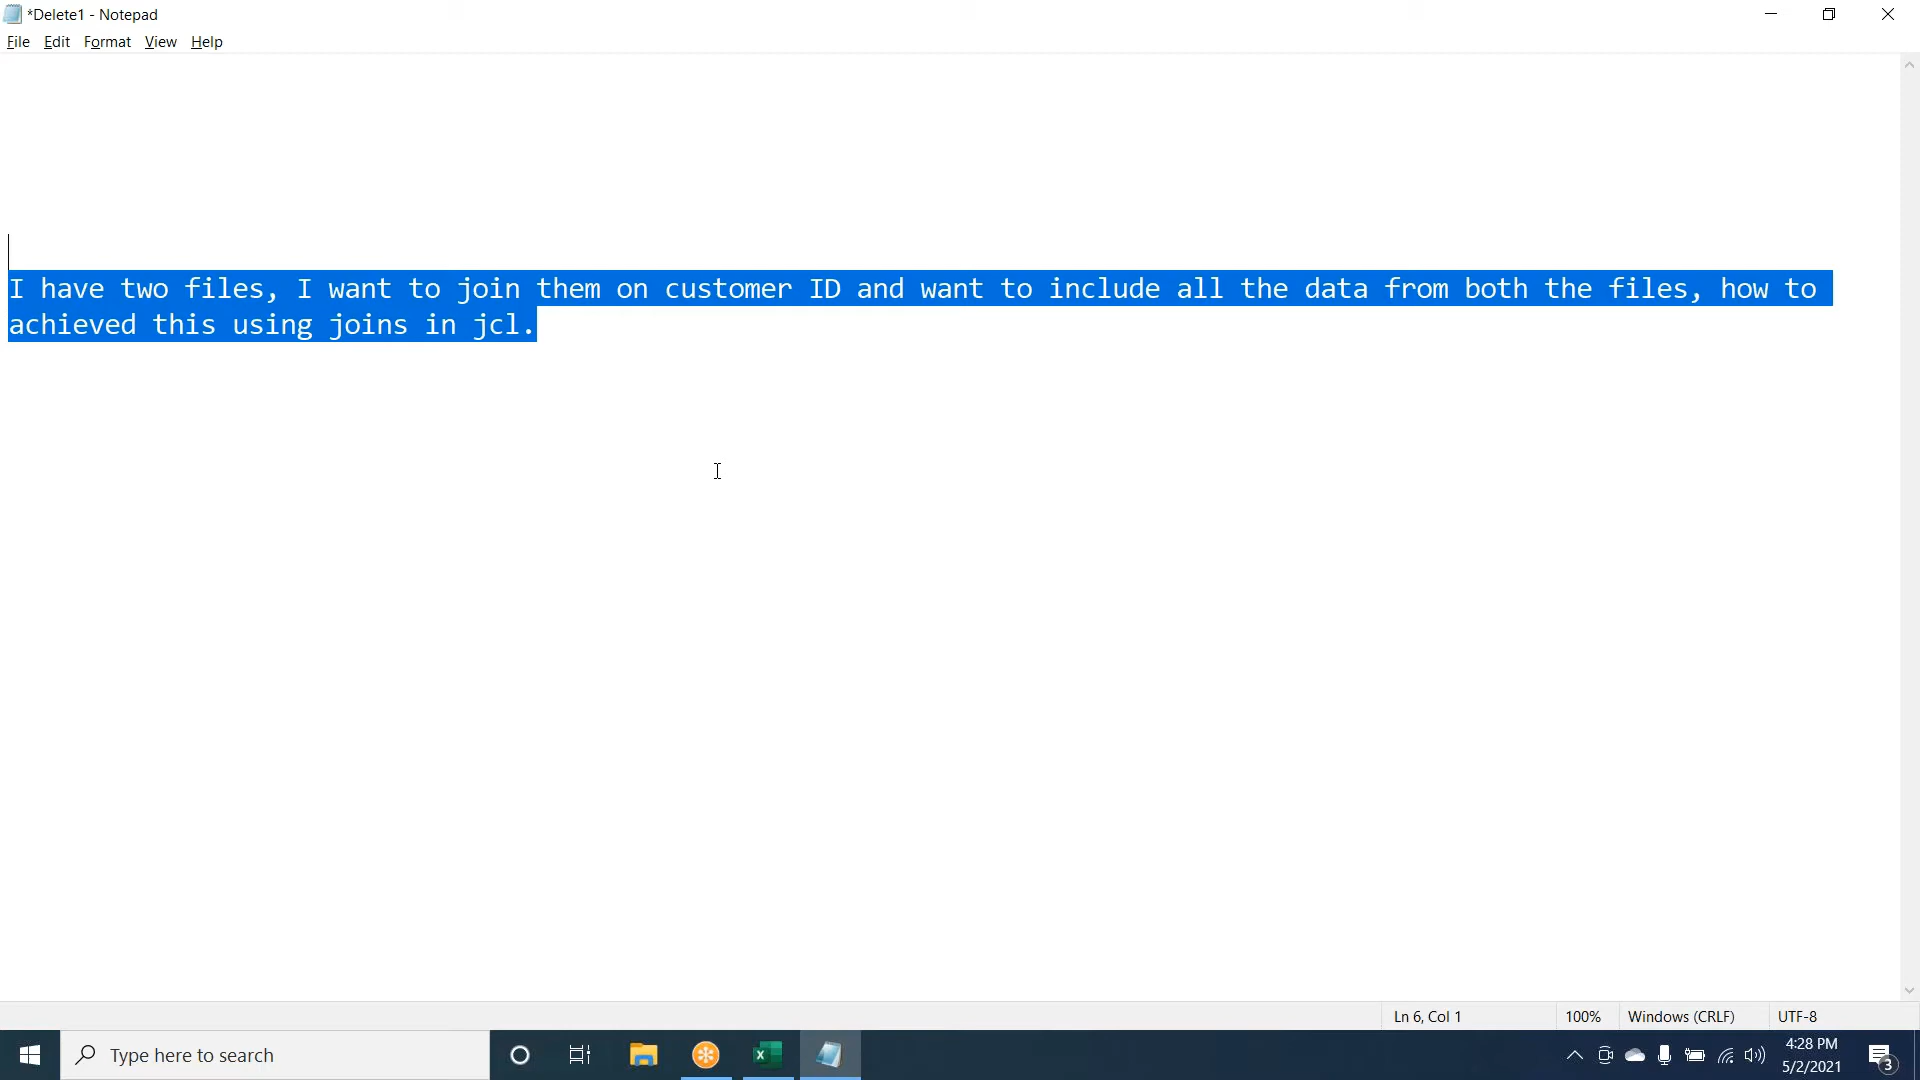 *Delete1 - Notepad
File Edit Format View Help
I have two files, I want to join them on customer ID and want to include all the data from both the files, how to
achieved this using joins in jcl.
Ln 6, Col 1 100% Windows (CRLF) UTF-8
Type here to search
4:28 PM
5/2/2021
3